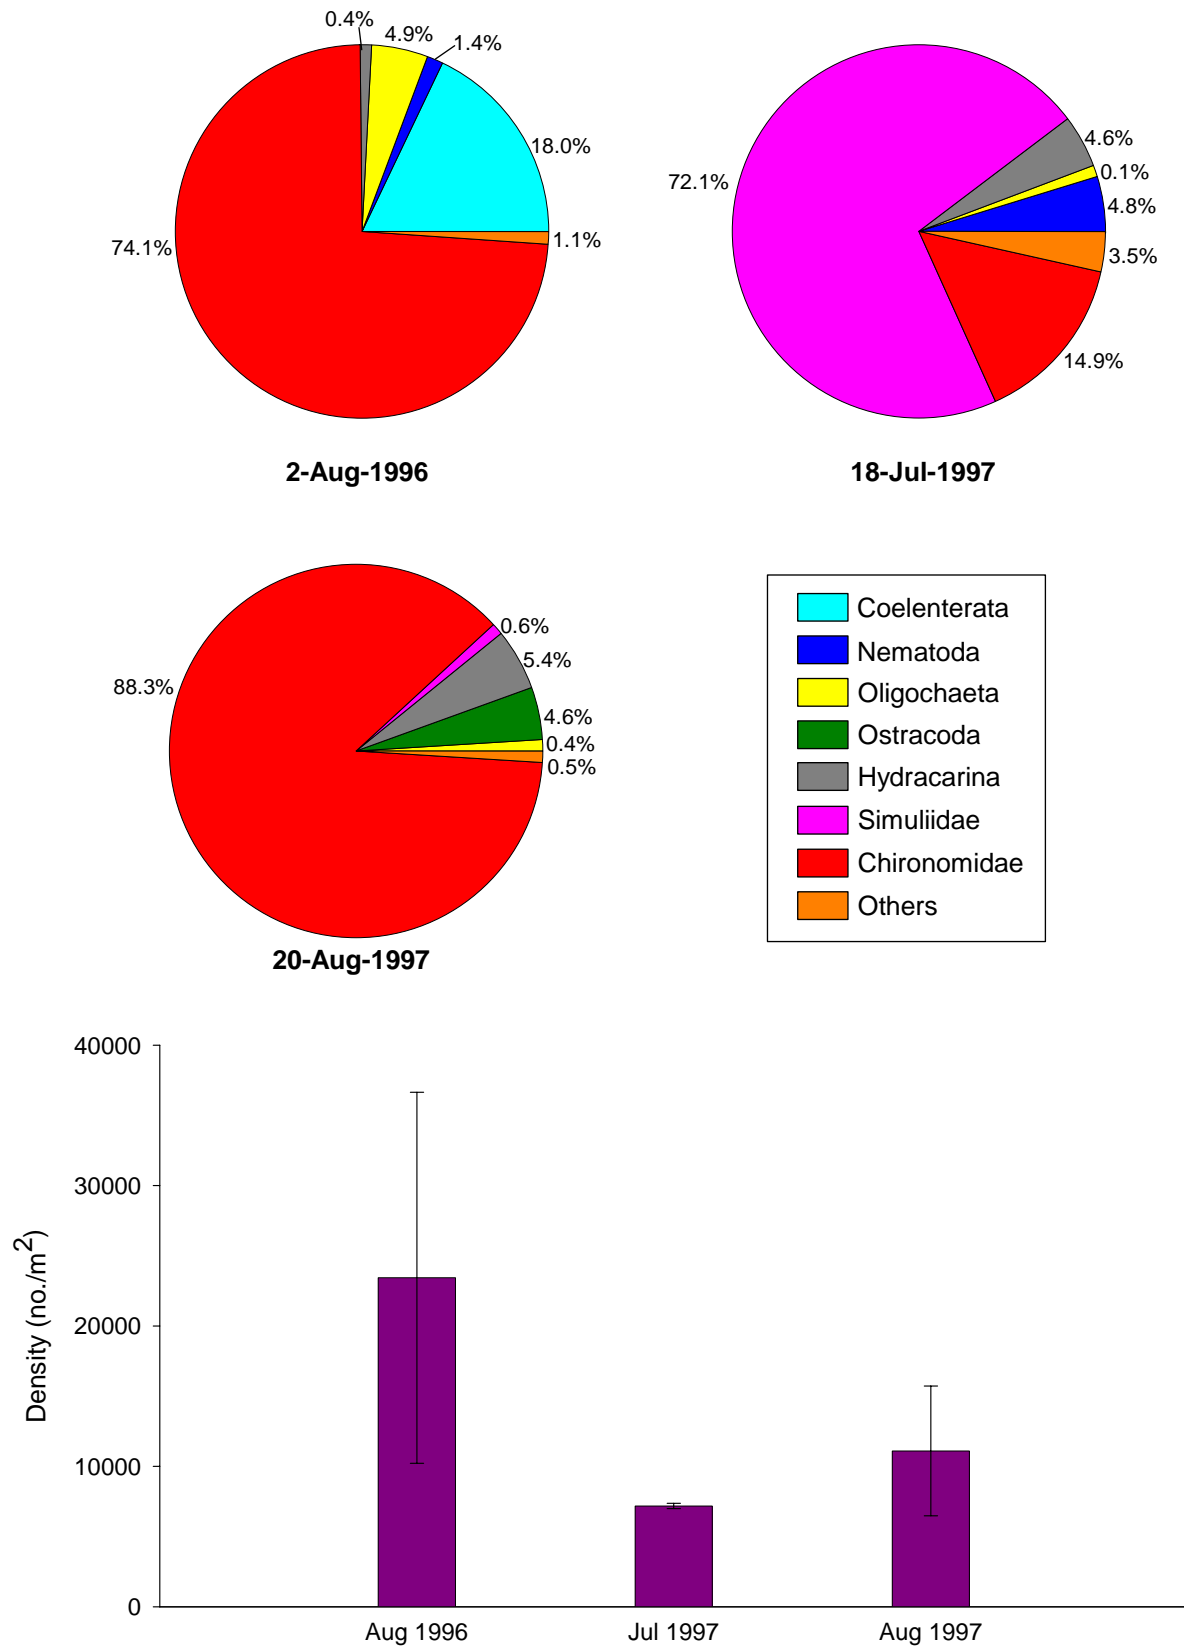 0.4%
4.9%
1.4%
18.0%
74.1%
1.1%
2-Aug-1996
4.6%
0.1%
72.1%
4.8%
3.5%
14.9%
18-Jul-1997
0.6%
5.4%
88.3%
4.6%
0.4%
0.5%
20-Aug-1997
Coelenterata
Nematoda
Oligochaeta
Ostracoda
Hydracarina
Simuliidae
Chironomidae
Others
40000
30000
20000
10000
0
Density (no./m²)
Aug 1996 Jul 1997 Aug 1997